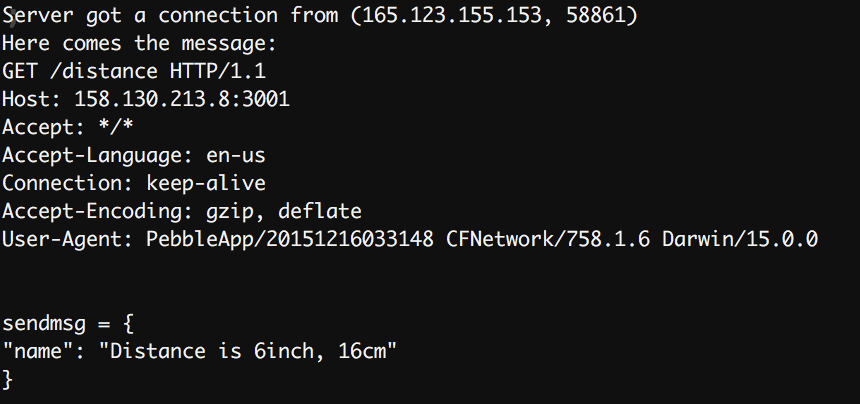 Server got a connection from (165.123.155.153, 58861)
Here comes the message:
GET /distance HTTP/1.1
Host: 158.130.213.8:3001
Accept: */*
Accept-Language: en-us
Connection: keep-alive
Accept-Encoding: gzip, deflate
User-Agent: PebbleApp/20151216033148 CFNetwork/758.1.6 Darwin/15.0.0
sendmsg = {
"name": "Distance is 6inch, 16cm"
}